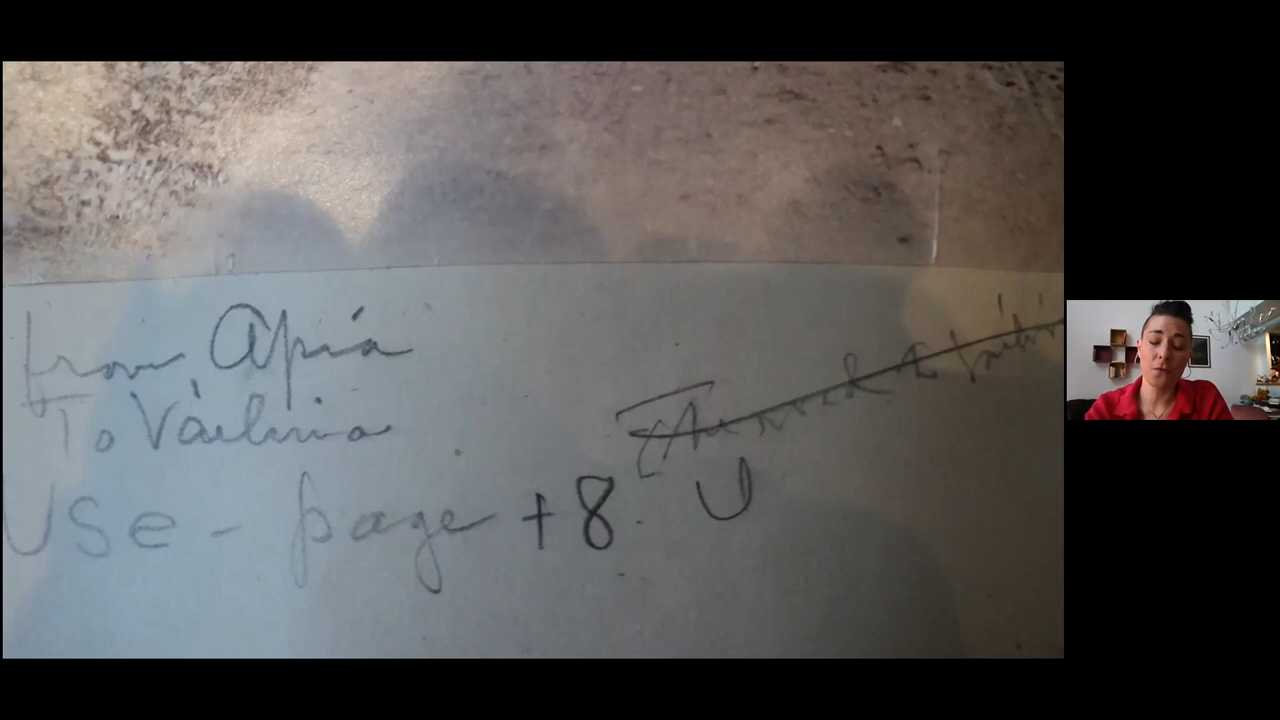 from Apia
To Vailima
Use - page + 8. U